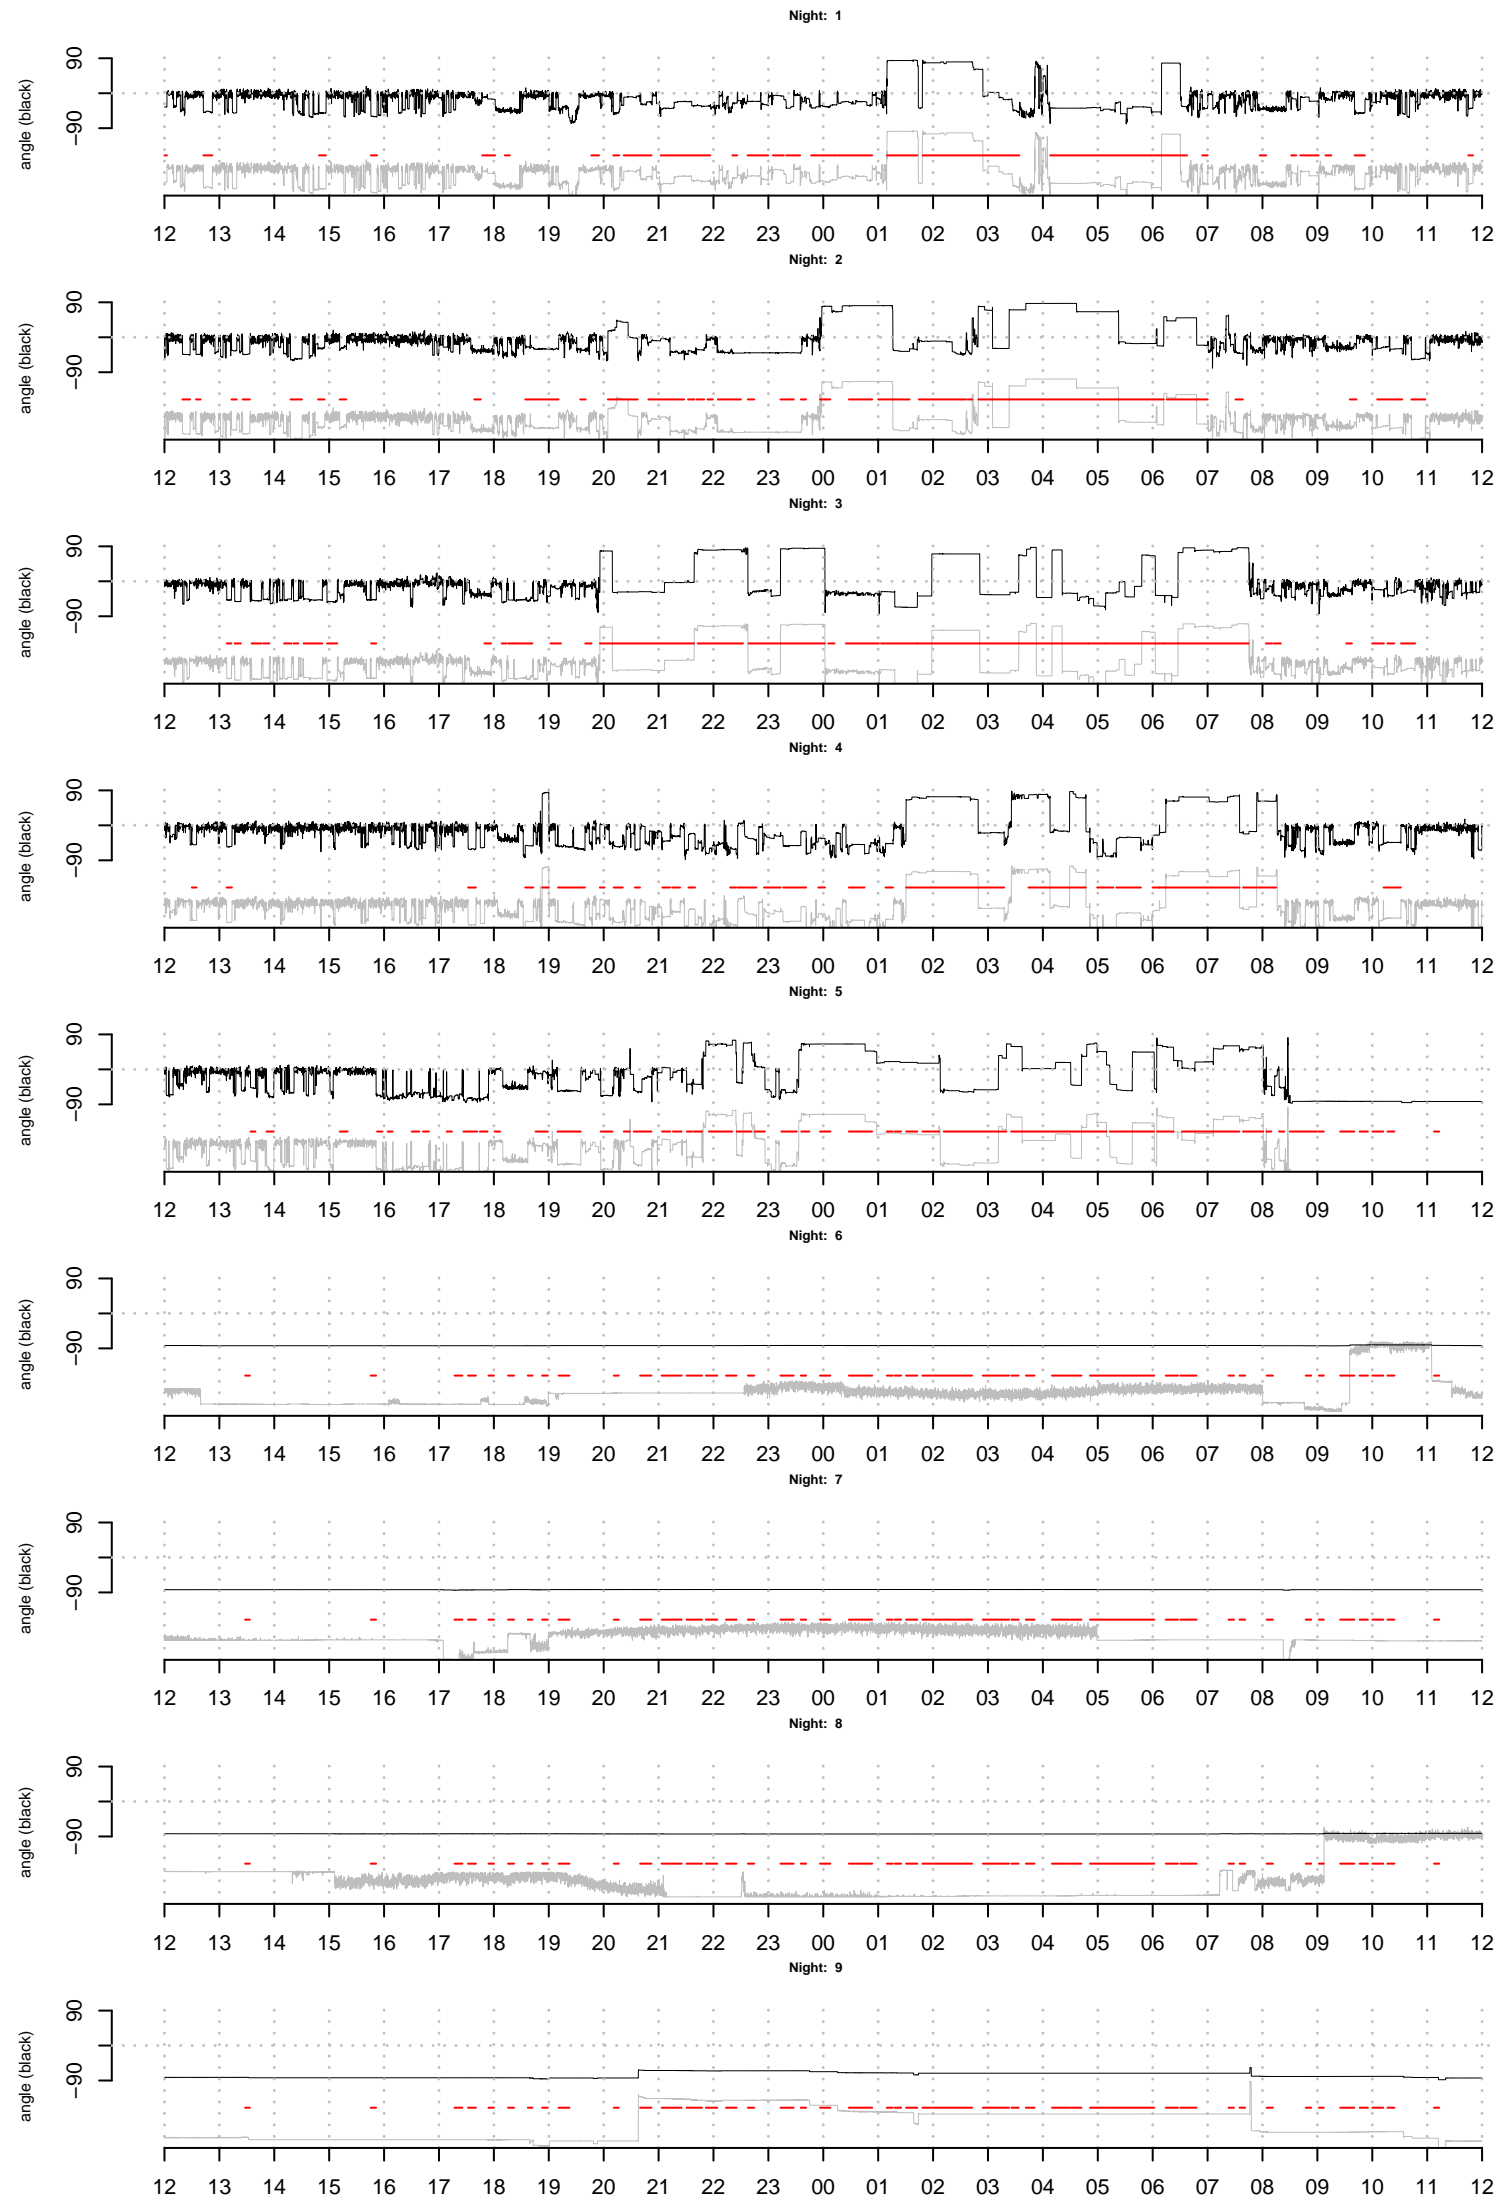 Night: 1
90
-90
angle (black)
12 13 14 15 16 17 18 19 20 21 22 23 00 01 02 03 04 05 06 07 08 09 10 11 12
Night: 2
90
-90
angle (black)
12 13 14 15 16 17 18 19 20 21 22 23 00 01 02 03 04 05 06 07 08 09 10 11 12
Night: 3
90
-90
angle (black)
12 13 14 15 16 17 18 19 20 21 22 23 00 01 02 03 04 05 06 07 08 09 10 11 12
Night: 4
90
-90
angle (black)
12 13 14 15 16 17 18 19 20 21 22 23 00 01 02 03 04 05 06 07 08 09 10 11 12
Night: 5
90
-90
angle (black)
12 13 14 15 16 17 18 19 20 21 22 23 00 01 02 03 04 05 06 07 08 09 10 11 12
Night: 6
90
-90
angle (black)
12 13 14 15 16 17 18 19 20 21 22 23 00 01 02 03 04 05 06 07 08 09 10 11 12
Night: 7
90
-90
angle (black)
12 13 14 15 16 17 18 19 20 21 22 23 00 01 02 03 04 05 06 07 08 09 10 11 12
Night: 8
90
-90
angle (black)
12 13 14 15 16 17 18 19 20 21 22 23 00 01 02 03 04 05 06 07 08 09 10 11 12
Night: 9
90
-90
angle (black)
12 13 14 15 16 17 18 19 20 21 22 23 00 01 02 03 04 05 06 07 08 09 10 11 12